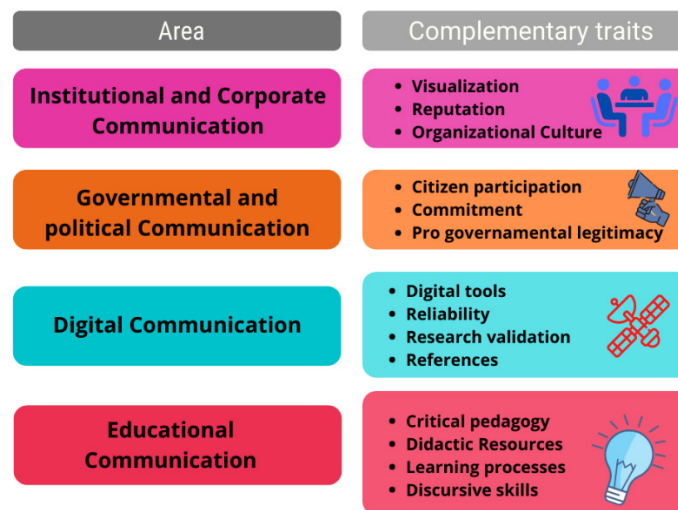 Area
Complementary traits
Institutional and Corporate
Communication
• Visualization
• Reputation
• Organizational Culture
Governmental and
political Communication
• Citizen participation
• Commitment
• Pro governamental legitimacy
Digital Communication
• Digital tools
• Reliability
• Research validation
• References
Educational
Communication
• Critical pedagogy
• Didactic Resources
• Learning processes
• Discursive skills